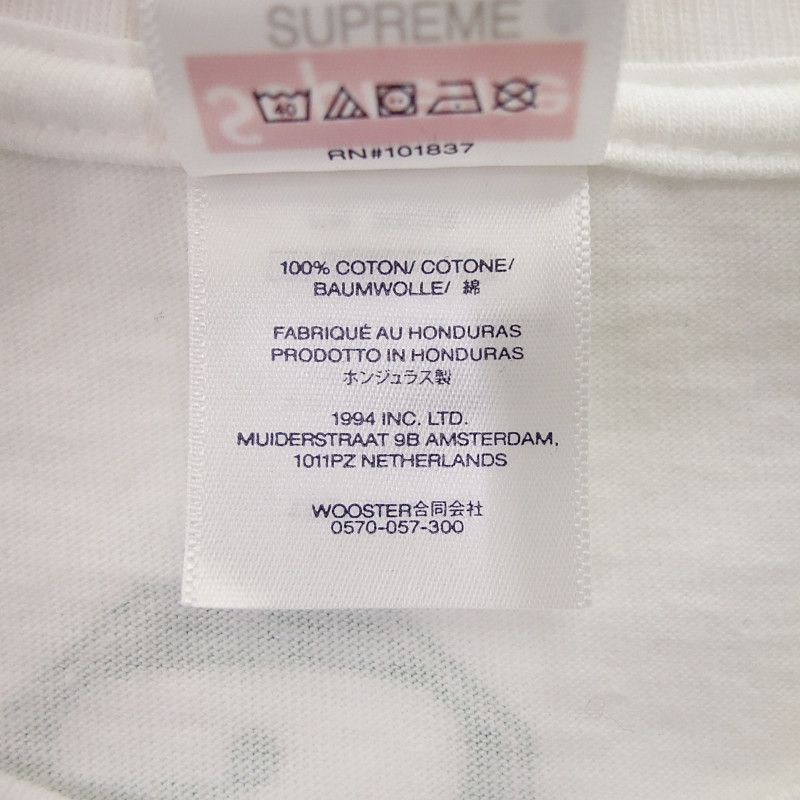 SUPREME
Supreme
40
RN#101837
100% COTON/ COTONE/
BAUMWOLLE/ 綿
FABRIQUÉ AU HONDURAS
PRODOTTO IN HONDURAS
ホンジュラス製
1994 INC. LTD.
MUIDERSTRAAT 9B AMSTERDAM,
1011PZ NETHERLANDS
WOOSTER合同会社
0570-057-300